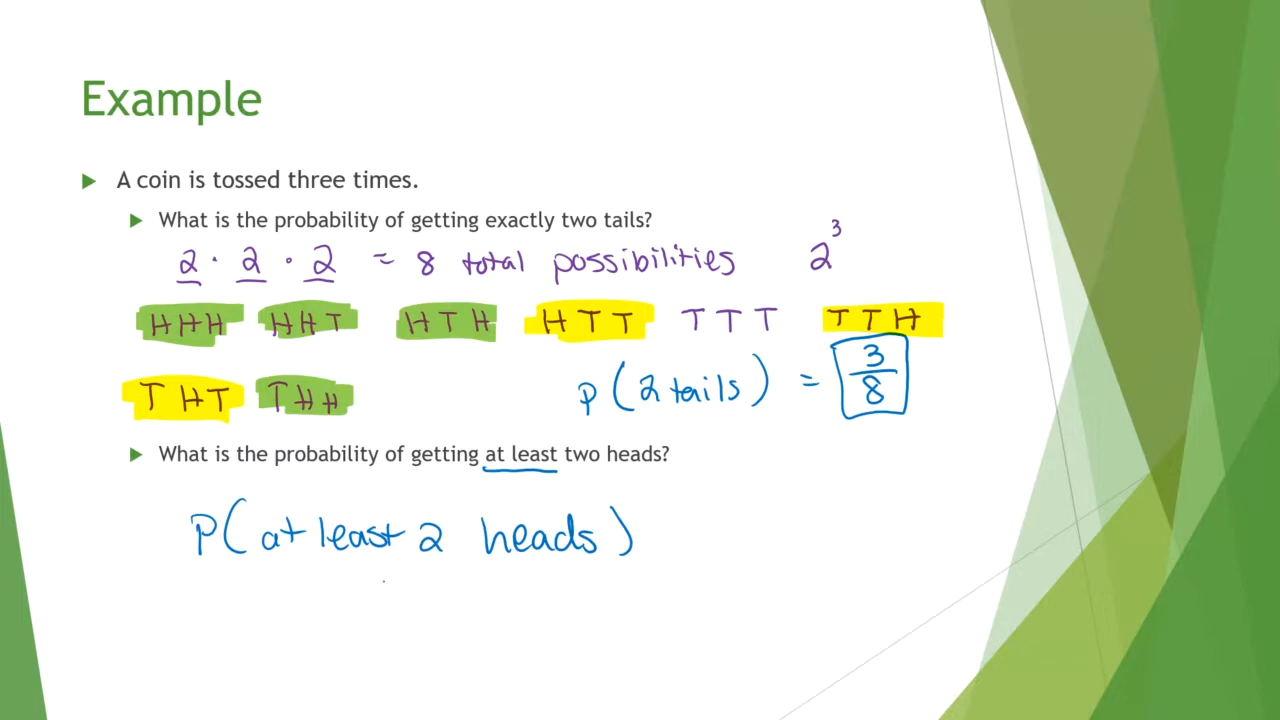 Example
A coin is tossed three times.
What is the probability of getting exactly two tails?
2 · 2 · 2 = 8 total possibilities 2³
HHH HHT HTH HTT TTT TTH
P(2 tails) = 3/8
THT THH
What is the probability of getting at least two heads?
P(at least 2 heads)